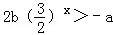 2b (3/2) ˣ＞－a